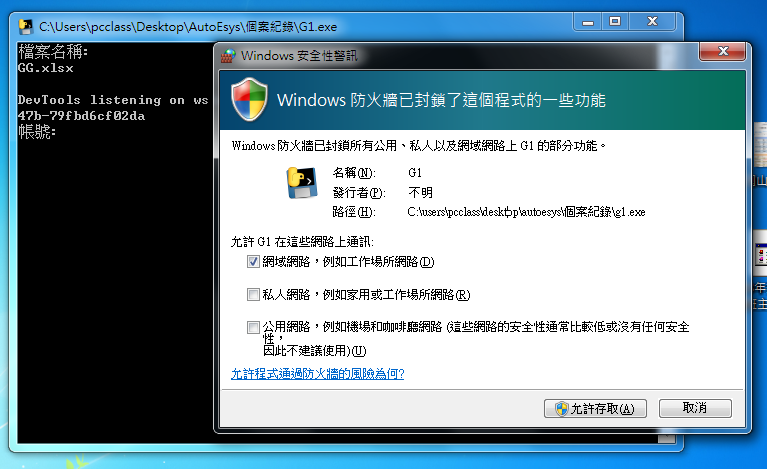 C:\Users\pcclass\Desktop\AutoEsys\個案紀錄\G1.exe
檔案名稱:
GG.xlsx
DevTools listening on ws
47b-79fbd6cf02da
帳號:
Windows 安全性警訊
Windows 防火牆已封鎖了這個程式的一些功能
Windows 防火牆已封鎖所有公用、私人以及網域網路上 G1 的部分功能。
名稱(N): G1
發行者(P): 不明
路徑(H): C:\users\pcclass\desktop\autoesys\個案紀錄\g1.exe
允許 G1 在這些網路上通訊:
網域網路，例如工作場所網路(D)
私人網路，例如家用或工作場所網路(R)
公用網路，例如機場和咖啡廳網路 (這些網路的安全性通常比較低或沒有任何安全
性，
因此不建議使用)(U)
允許程式通過防火牆的風險為何?
允許存取(A) 取消
山
年
主